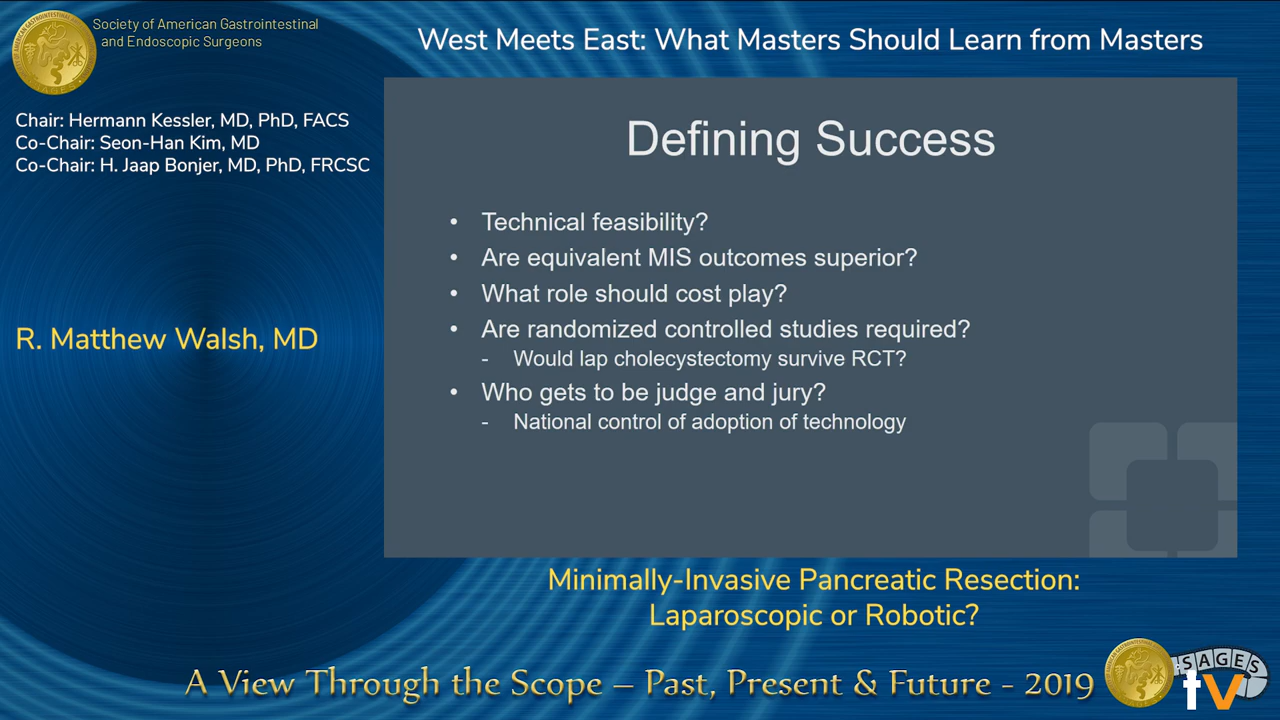 Society of American Gastrointestinal
and Endoscopic Surgeons
West Meets East: What Masters Should Learn from Masters
Chair: Hermann Kessler, MD, PhD, FACS
Co-Chair: Seon-Han Kim, MD
Co-Chair: H. Jaap Bonjer, MD, PhD, FRCSC
R. Matthew Walsh, MD
Defining Success
• Technical feasibility?
• Are equivalent MIS outcomes superior?
• What role should cost play?
• Are randomized controlled studies required?
- Would lap cholecystectomy survive RCT?
• Who gets to be judge and jury?
- National control of adoption of technology
Minimally-Invasive Pancreatic Resection:
Laparoscopic or Robotic?
A View Through the Scope – Past, Present & Future - 2019
SAGES
tv